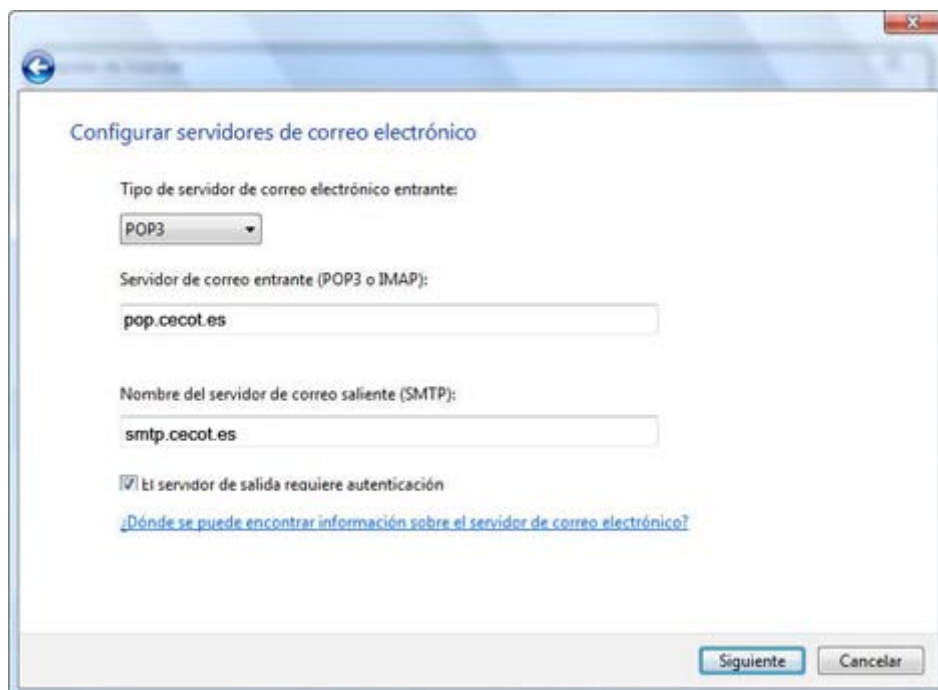 Configurar servidores de correo electrónico
Tipo de servidor de correo electrónico entrante:
POP3
Servidor de correo entrante (POP3 o IMAP):
pop.cecot.es
Nombre del servidor de correo saliente (SMTP):
smtp.cecot.es
El servidor de salida requiere autenticación
¿Dónde se puede encontrar información sobre el servidor de correo electrónico?
Siguiente
Cancelar